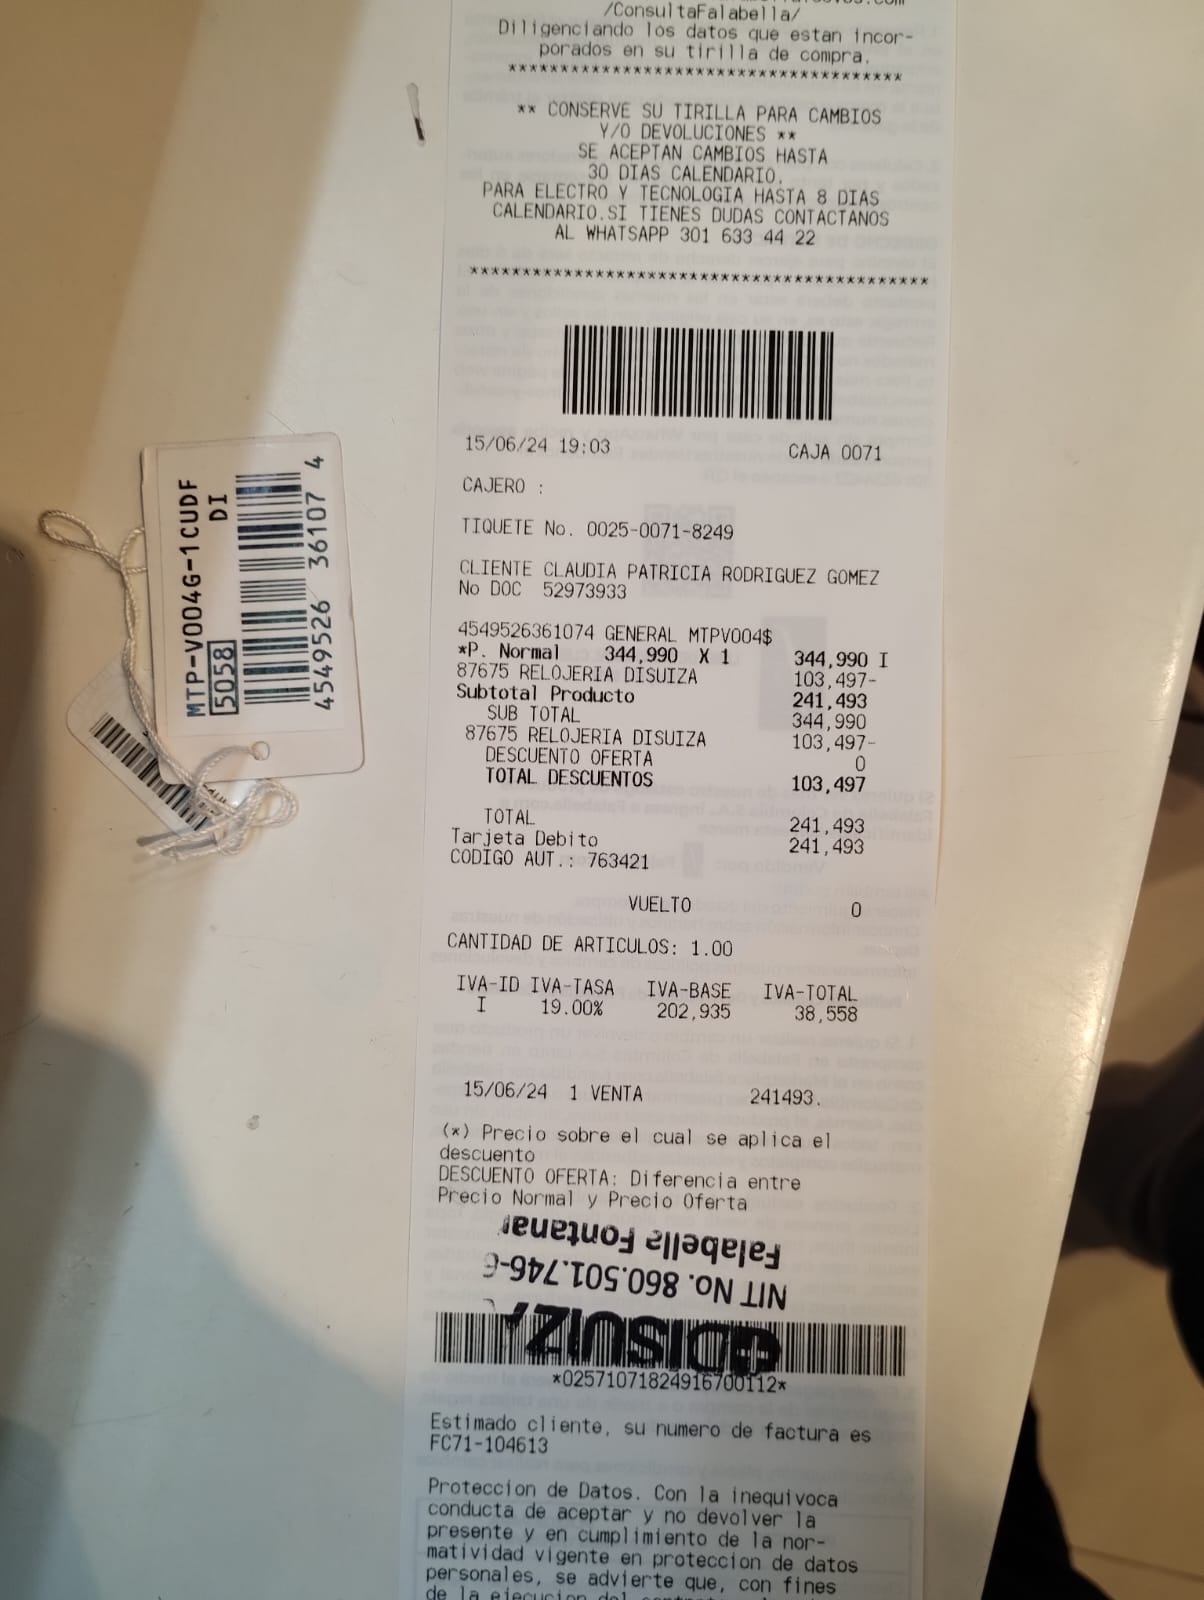 /ConsultaFalabella/
Diligenciando los datos que estan incor-
porados en su tirilla de compra.
**************************************
** CONSERVE SU TIRILLA PARA CAMBIOS
Y/O DEVOLUCIONES **
SE ACEPTAN CAMBIOS HASTA
30 DIAS CALENDARIO.
PARA ELECTRO Y TECNOLOGIA HASTA 8 DIAS
CALENDARIO.SI TIENES DUDAS CONTACTANOS
AL WHATSAPP 301 633 44 22
********************************************
15/06/24 19:03 CAJA 0071
CAJERO :
TIQUETE No. 0025-0071-8249
CLIENTE CLAUDIA PATRICIA RODRIGUEZ GOMEZ
No DOC 52973933
4549526361074 GENERAL MTPV004$
*P. Normal 344,990 X 1 344,990 I
87675 RELOJERIA DISUIZA 103,497-
Subtotal Producto 241,493
SUB TOTAL 344,990
87675 RELOJERIA DISUIZA 103,497-
DESCUENTO OFERTA 0
TOTAL DESCUENTOS 103,497
TOTAL 241,493
Tarjeta Debito 241,493
CODIGO AUT.: 763421
VUELTO 0
CANTIDAD DE ARTICULOS: 1.00
IVA-ID IVA-TASA IVA-BASE IVA-TOTAL
I 19.00% 202,935 38,558
15/06/24 1 VENTA 241493.
(*) Precio sobre el cual se aplica el
descuento
DESCUENTO OFERTA: Diferencia entre
Precio Normal y Precio Oferta
DISUIZA
NIT No. 860.501.746-6
Falabella Fontanar
*02571071824916700112*
Estimado cliente, su numero de factura es
FC71-104613
Proteccion de Datos. Con la inequivoca
conducta de aceptar y no devolver la
presente y en cumplimiento de la nor-
matividad vigente en proteccion de datos
personales, se advierte que, con fines
MTP-V004G-1CUDF
DI
5058
4549526 36107 4